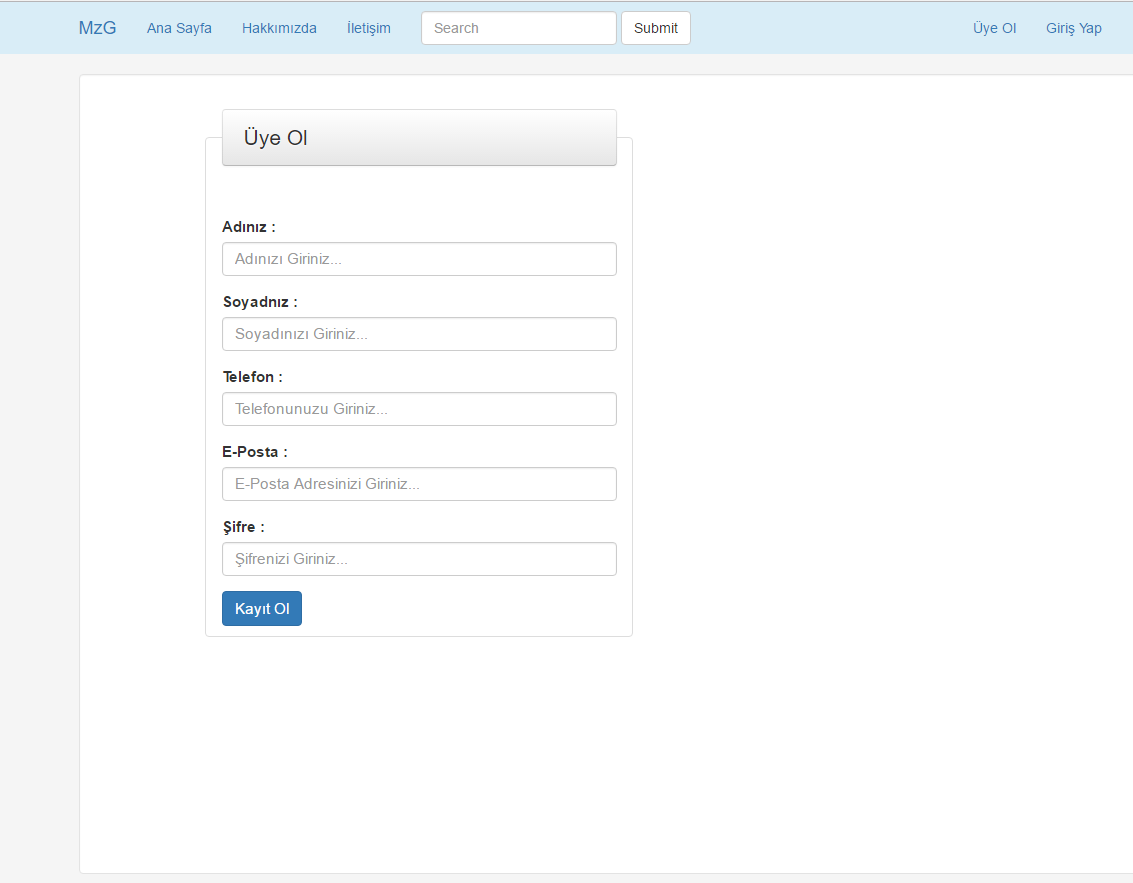 MzG Ana Sayfa Hakkımızda İletişim Search Submit Üye Ol Giriş Yap
Üye Ol
Adınız :
Adınızı Giriniz...
Soyadnız :
Soyadınızı Giriniz...
Telefon :
Telefonunuzu Giriniz...
E-Posta :
E-Posta Adresinizi Giriniz...
Şifre :
Şifrenizi Giriniz...
Kayıt Ol